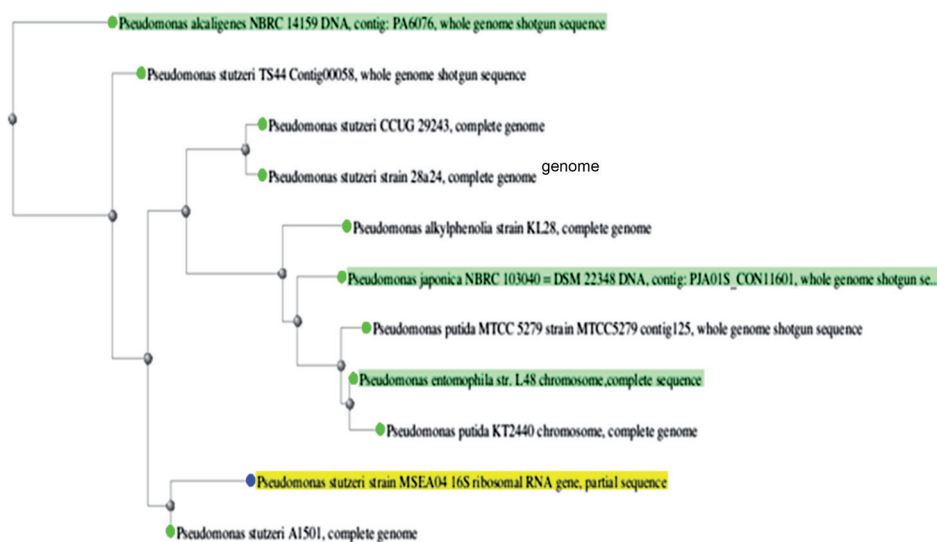 Pseudomonas alcaligenes NBRC 14159 DNA, contig: PA6076, whole genome shotgun sequence
Pseudomonas stutzeri TS44 Contig00058, whole genome shotgun sequence
Pseudomonas stutzeri CCUG 29243, complete genome
Pseudomonas stutzeri strain 28a24, complete genome genome
Pseudomonas alkylphenolia strain KL28, complete genome
Pseudomonas japonica NBRC 103040 = DSM 22348 DNA, contig: PJA01S_CON11601, whole genome shotgun se...
Pseudomonas putida MTCC 5279 strain MTCC5279 contig125, whole genome shotgun sequence
Pseudomonas entomophila str. L48 chromosome,complete sequence
Pseudomonas putida KT2440 chromosome, complete genome
Pseudomonas stutzeri strain MSEA04 16S ribosomal RNA gene, partial sequence
Pseudomonas stutzeri A1501, complete genome